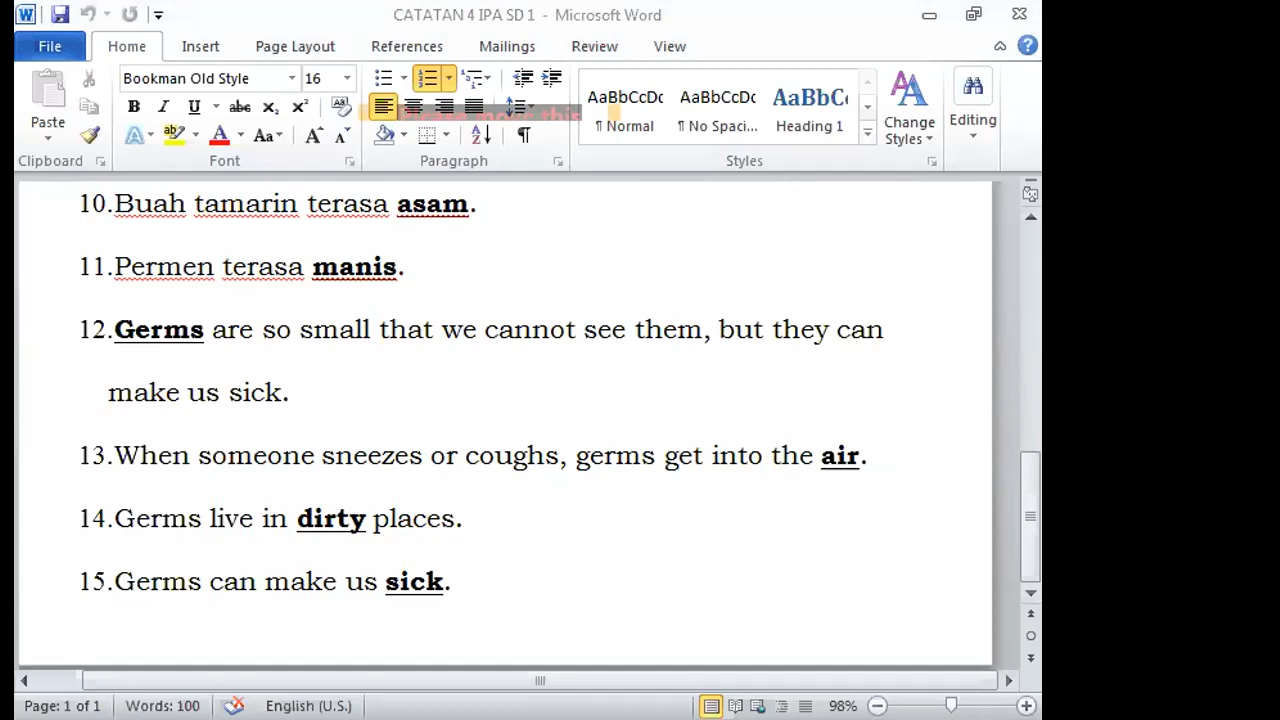 CATATAN 4 IPA SD 1 - Microsoft Word
File Home Insert Page Layout References Mailings Review View
Bookman Old Style 16
AaBbCcDc AaBbCcDc AaBbC
Paste
B I U abc X₂ X²
¶ Normal ¶ No Spaci... Heading 1
Change Styles
Editing
Aa A A
Clipboard Font Paragraph Styles
10.Buah tamarin terasa asam.
11.Permen terasa manis.
12.Germs are so small that we cannot see them, but they can
make us sick.
13.When someone sneezes or coughs, germs get into the air.
14.Germs live in dirty places.
15.Germs can make us sick.
Page: 1 of 1 Words: 100 English (U.S.) 98%